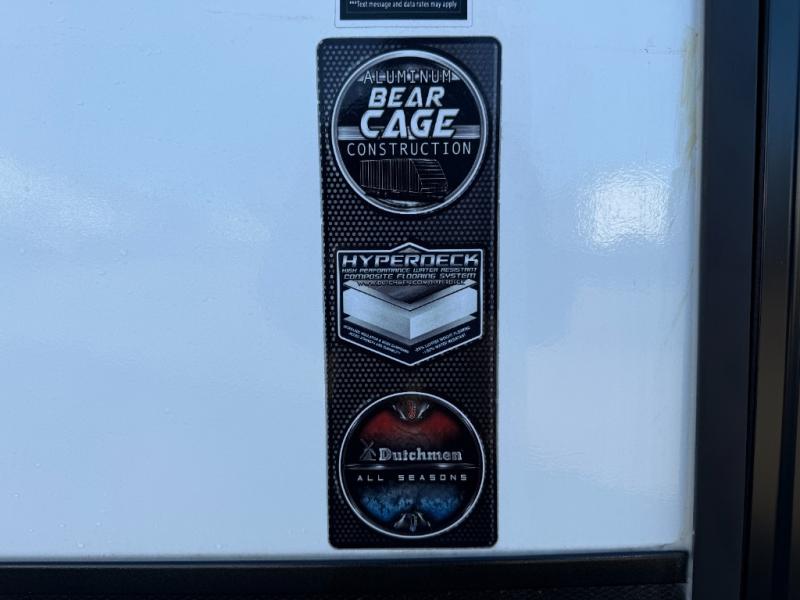 ***Text message and data rates may apply
ALUMINUM
BEAR
CAGE
CONSTRUCTION
HYPERDECK
HIGH PERFORMANCE WATER RESISTANT
COMPOSITE FLOORING SYSTEM
Dutchmen
ALL SEASONS